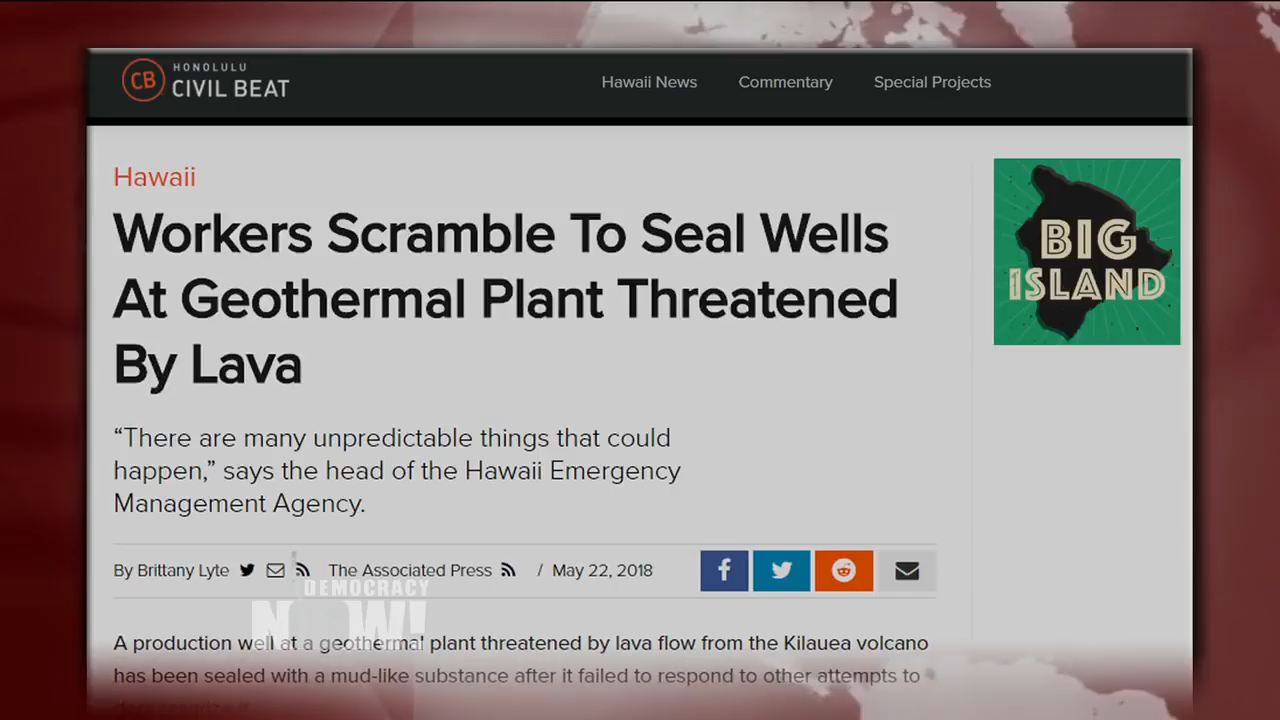 HONOLULU
CB CIVIL BEAT
Hawaii News Commentary Special Projects
Hawaii
Workers Scramble To Seal Wells
At Geothermal Plant Threatened
By Lava
BIG
ISLAND
“There are many unpredictable things that could
happen,” says the head of the Hawaii Emergency
Management Agency.
By Brittany Lyte The Associated Press / May 22, 2018
DEMOCRACY
NOW!
A production well at a geothermal plant threatened by lava flow from the Kilauea volcano
has been sealed with a mud-like substance after it failed to respond to other attempts to